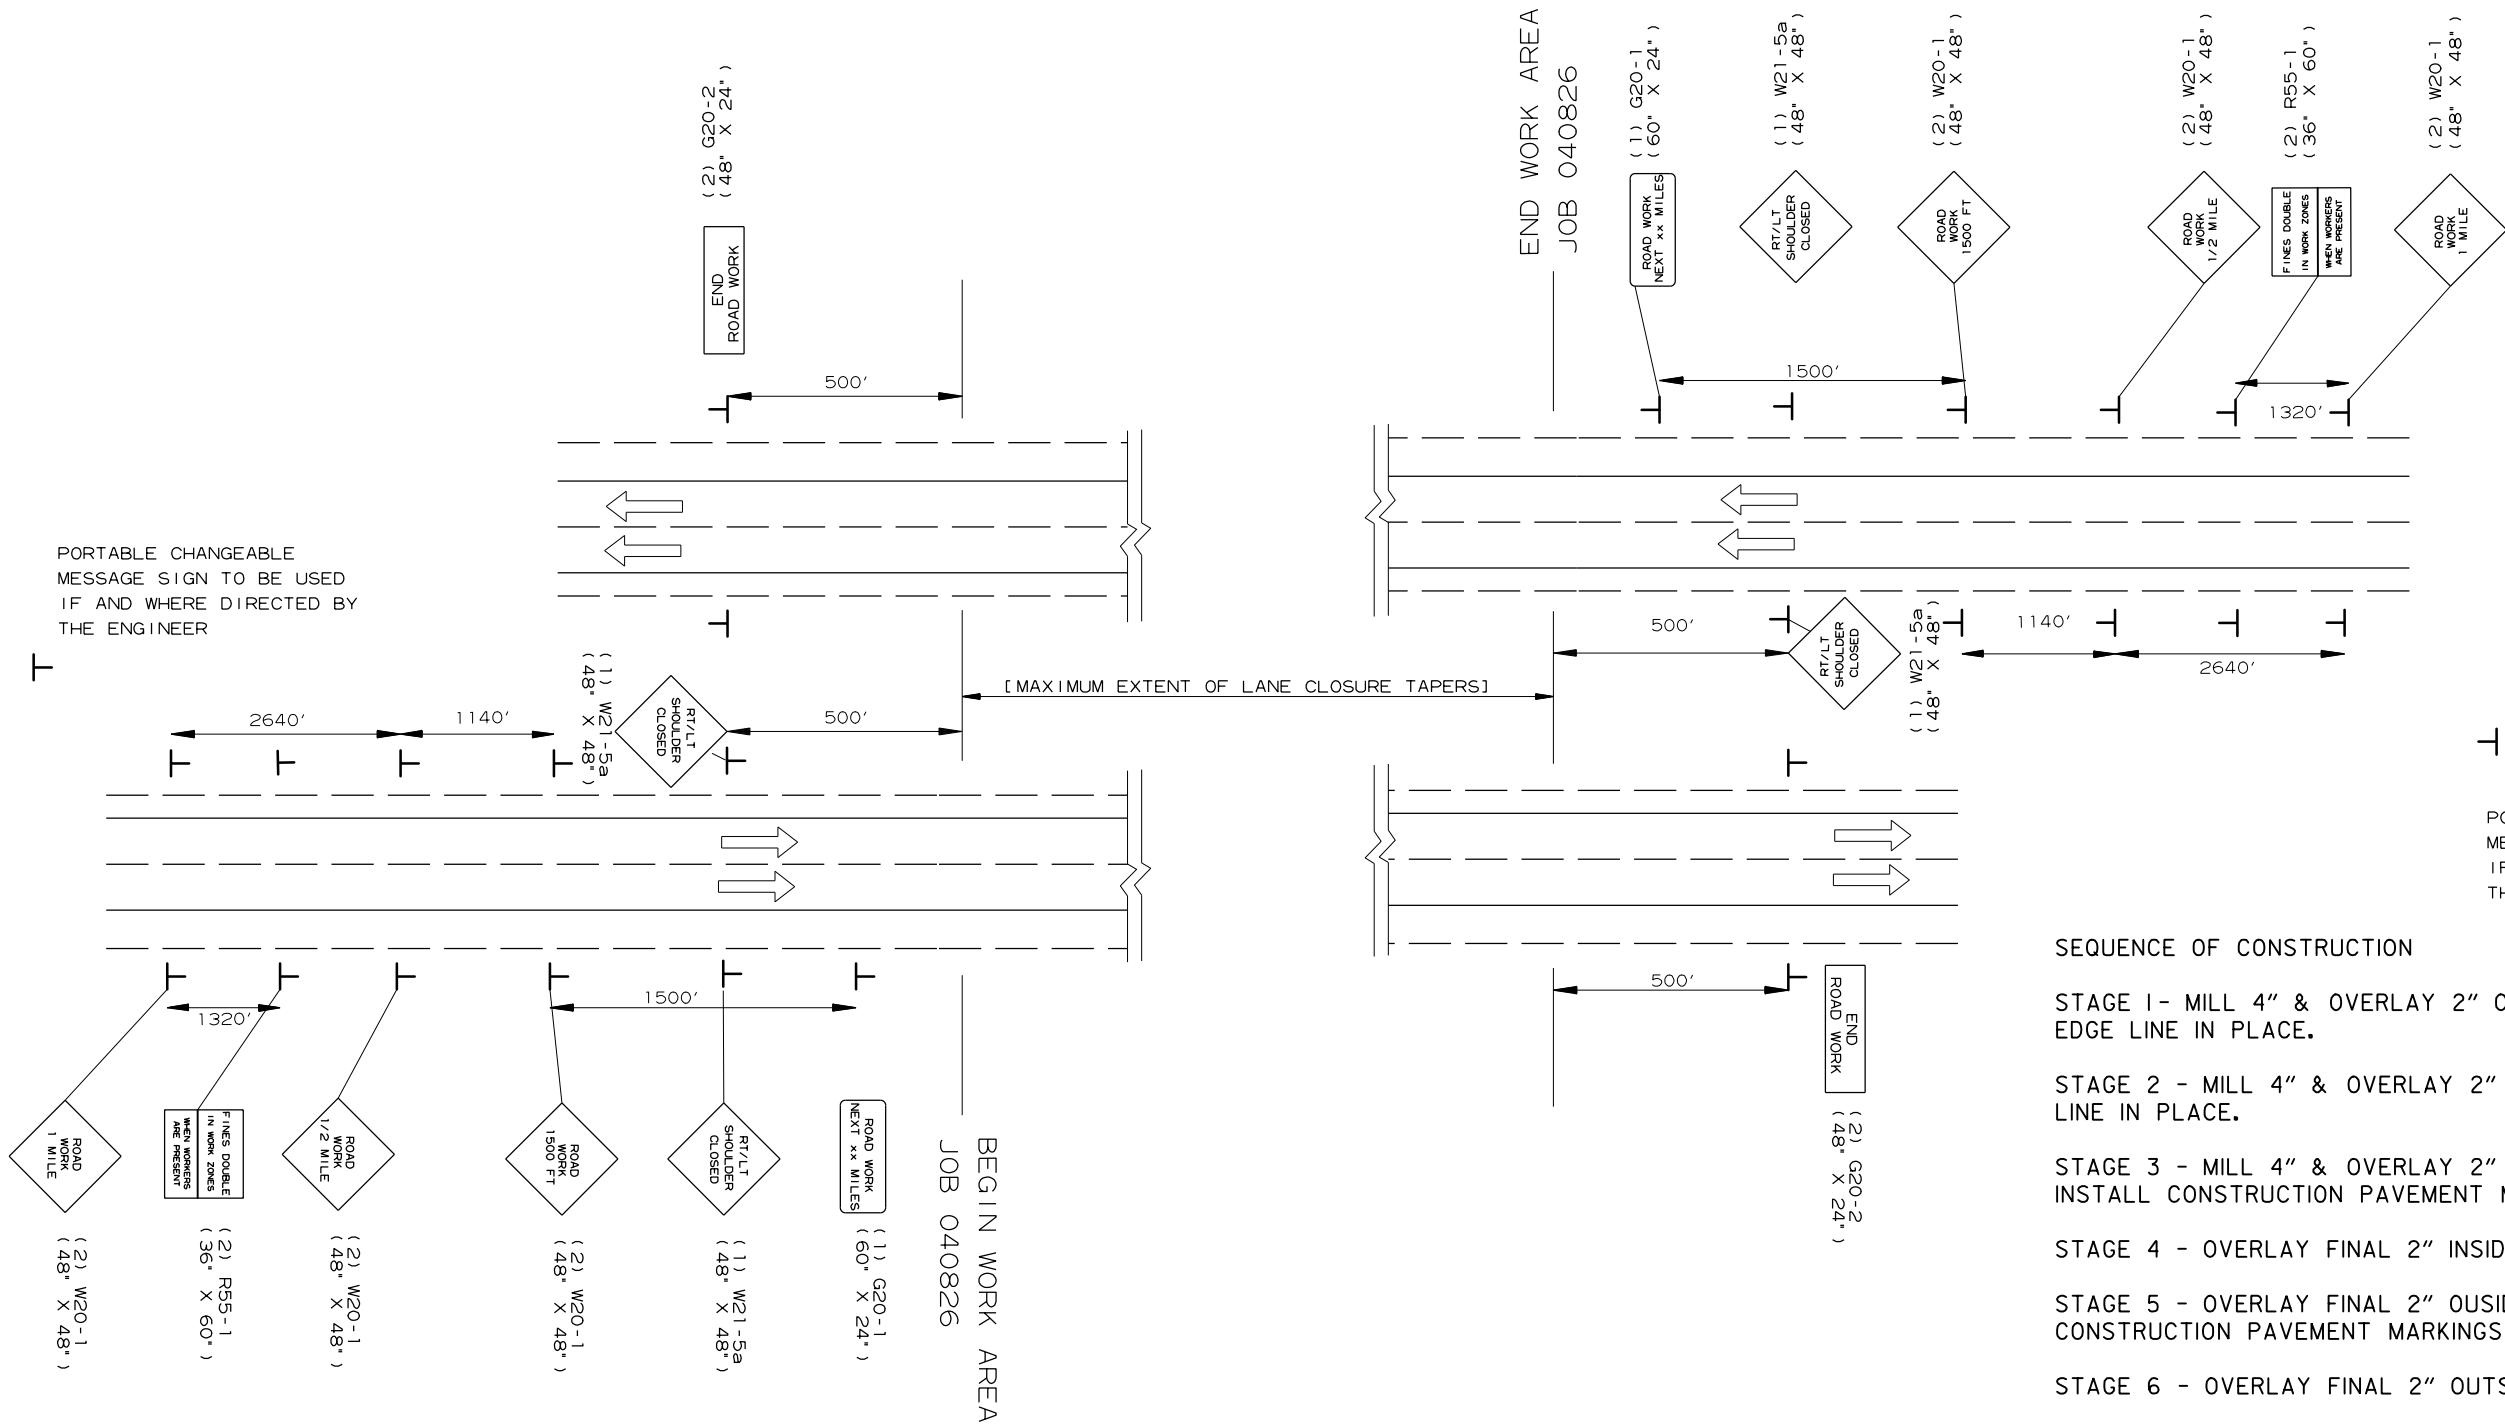 END WORK AREA
JOB 040826
(2) G20-2
(48" X 24")
END
ROAD WORK
500'
(1) G20-1
(60" X 24")
ROAD WORK
NEXT xx MILES
(1) W21-5a
(48" X 48")
RT/LT
SHOULDER
CLOSED
(2) W20-1
(48" X 48")
ROAD
WORK
1500 FT
(2) W20-1
(48" X 48")
ROAD
WORK
1/2 MILE
(2) R55-1
(36" X 60")
FINES DOUBLE
IN WORK ZONES
WHEN WORKERS
ARE PRESENT
(2) W20-1
(48" X 48")
ROAD
WORK
1 MILE
1500'
1320'
PORTABLE CHANGEABLE
MESSAGE SIGN TO BE USED
IF AND WHERE DIRECTED BY
THE ENGINEER
2640'
1140'
(1) W21-5a
(48" X 48")
RT/LT
SHOULDER
CLOSED
500'
[MAXIMUM EXTENT OF LANE CLOSURE TAPERS]
500'
RT/LT
SHOULDER
CLOSED
(1) W21-5a
(48" X 48")
1140'
2640'
1320'
1500'
ROAD
WORK
1 MILE
(2) W20-1
(48" X 48")
FINES DOUBLE
IN WORK ZONES
WHEN WORKERS
ARE PRESENT
(2) R55-1
(36" X 60")
ROAD
WORK
1/2 MILE
(2) W20-1
(48" X 48")
ROAD
WORK
1500 FT
(2) W20-1
(48" X 48")
RT/LT
SHOULDER
CLOSED
(1) W21-5a
(48" X 48")
ROAD WORK
NEXT xx MILES
(1) G20-1
(60" X 24")
BEGIN WORK AREA
JOB 040826
500'
END
ROAD WORK
(2) G20-2
(48" X 24")
SEQUENCE OF CONSTRUCTION
STAGE 1- MILL 4" & OVERLAY 2"
EDGE LINE IN PLACE.
STAGE 2 - MILL 4" & OVERLAY 2"
LINE IN PLACE.
STAGE 3 - MILL 4" & OVERLAY 2"
INSTALL CONSTRUCTION PAVEMENT
STAGE 4 - OVERLAY FINAL 2" INSID
STAGE 5 - OVERLAY FINAL 2" OUSI
CONSTRUCTION PAVEMENT MARKINGS
STAGE 6 - OVERLAY FINAL 2" OUTS